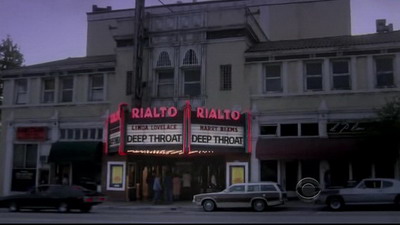 RIALTO RIALTO
LINDA LOVELACE
HARRY REEMS
DEEP THROAT
DEEP THROAT